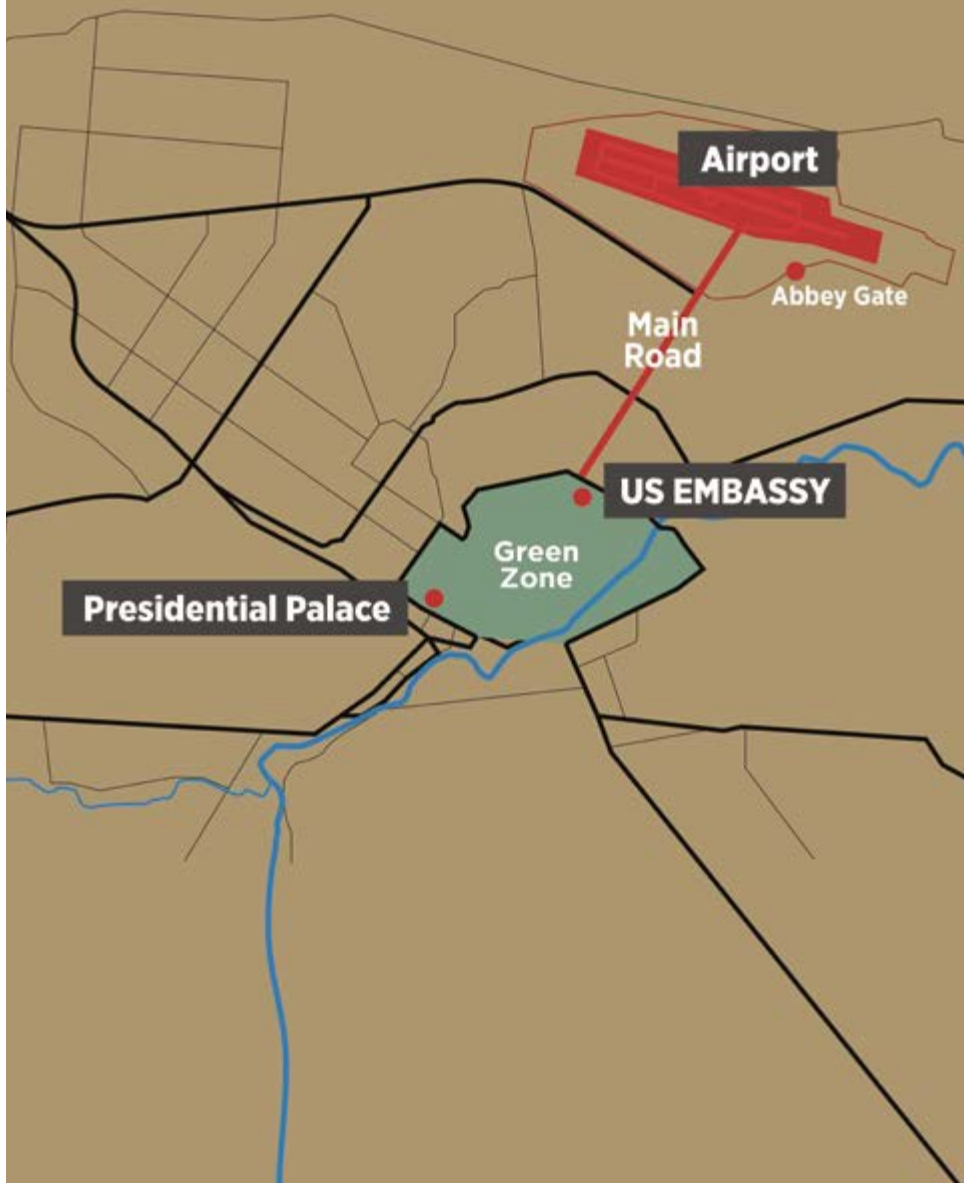 Airport
Abbey Gate
Main
Road
US EMBASSY
Green
Zone
Presidential Palace